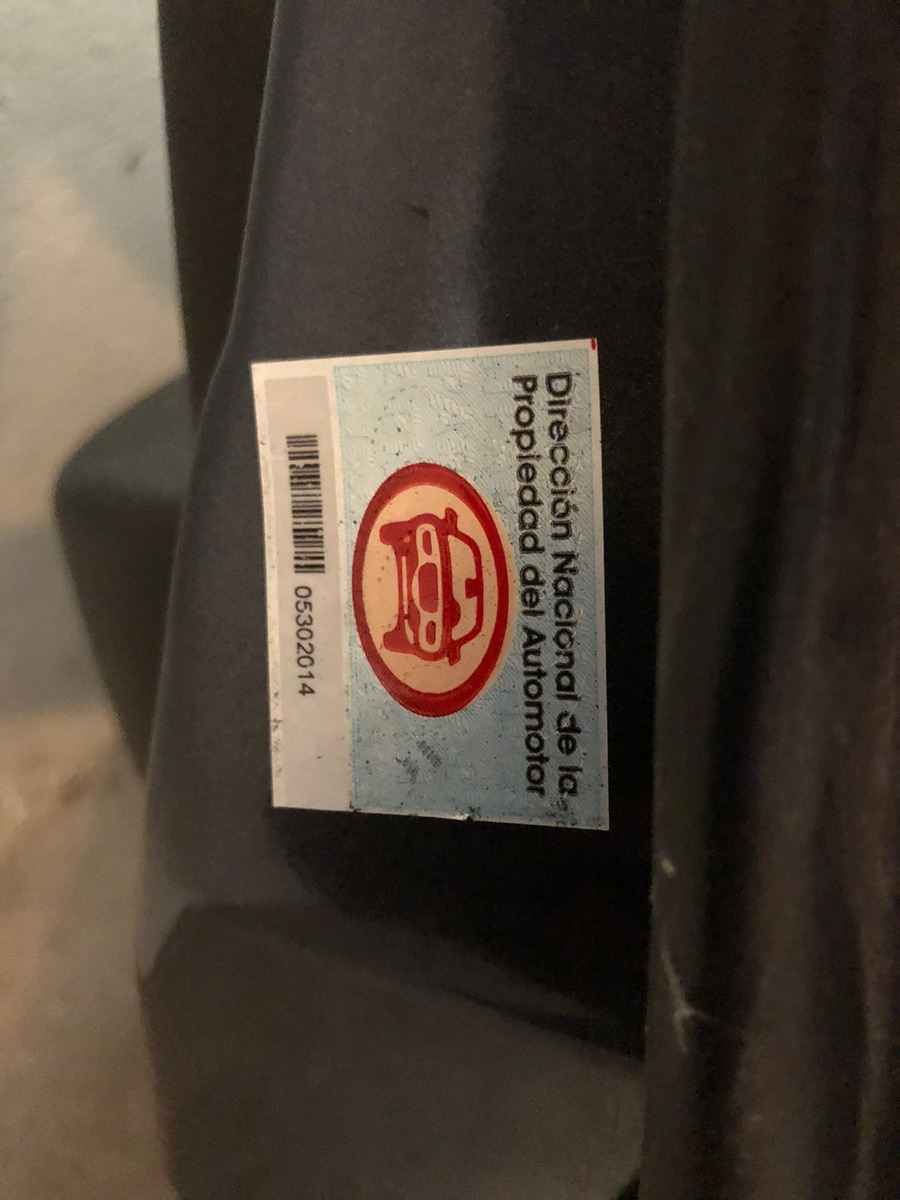 Dirección Nacional de la
Propiedad del Automotor
05302014